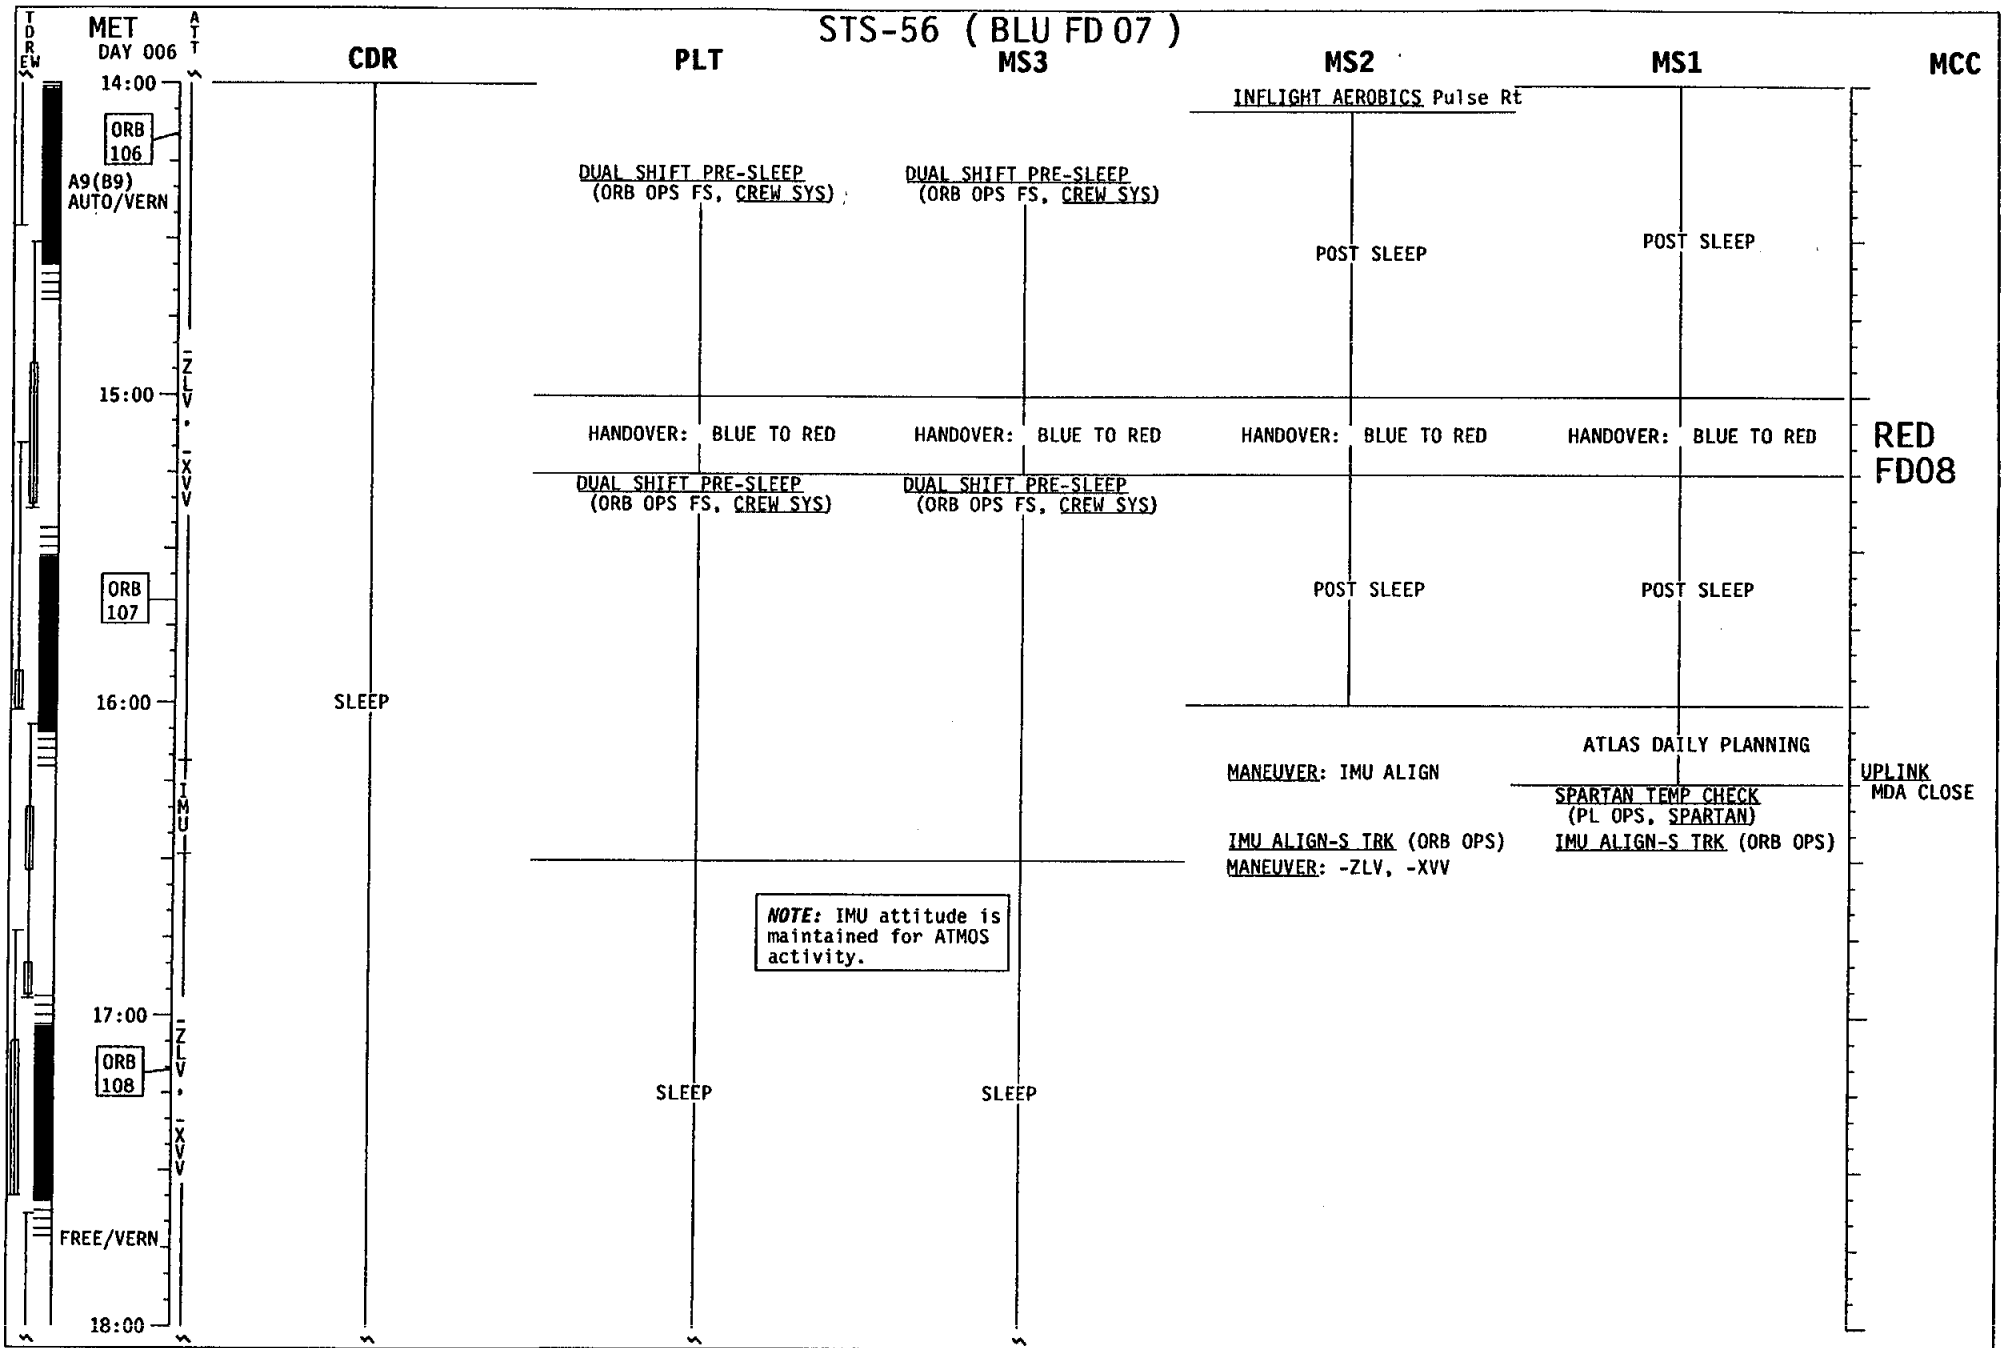 STS-56 ( BLU FD 07 )
TDREW
MET
DAY 006
ATT
CDR
PLT
MS3
MS2
MS1
MCC
14:00
INFLIGHT AEROBICS Pulse Rt
ORB
106
A9(B9)
AUTO/VERN
DUAL SHIFT PRE-SLEEP
(ORB OPS FS, CREW SYS)
DUAL SHIFT PRE-SLEEP
(ORB OPS FS, CREW SYS)
POST SLEEP
POST SLEEP
-ZLV, -XVV
15:00
HANDOVER: BLUE TO RED
HANDOVER: BLUE TO RED
HANDOVER: BLUE TO RED
HANDOVER: BLUE TO RED
RED
FD08
DUAL SHIFT PRE-SLEEP
(ORB OPS FS, CREW SYS)
DUAL SHIFT PRE-SLEEP
(ORB OPS FS, CREW SYS)
ORB
107
POST SLEEP
POST SLEEP
16:00
SLEEP
ATLAS DAILY PLANNING
MANEUVER: IMU ALIGN
UPLINK
MDA CLOSE
IMU
SPARTAN TEMP CHECK
(PL OPS, SPARTAN)
IMU ALIGN-S TRK (ORB OPS)
MANEUVER: -ZLV, -XVV
IMU ALIGN-S TRK (ORB OPS)
NOTE: IMU attitude is
maintained for ATMOS
activity.
17:00
-ZLV, -XVV
ORB
108
SLEEP
SLEEP
FREE/VERN
18:00